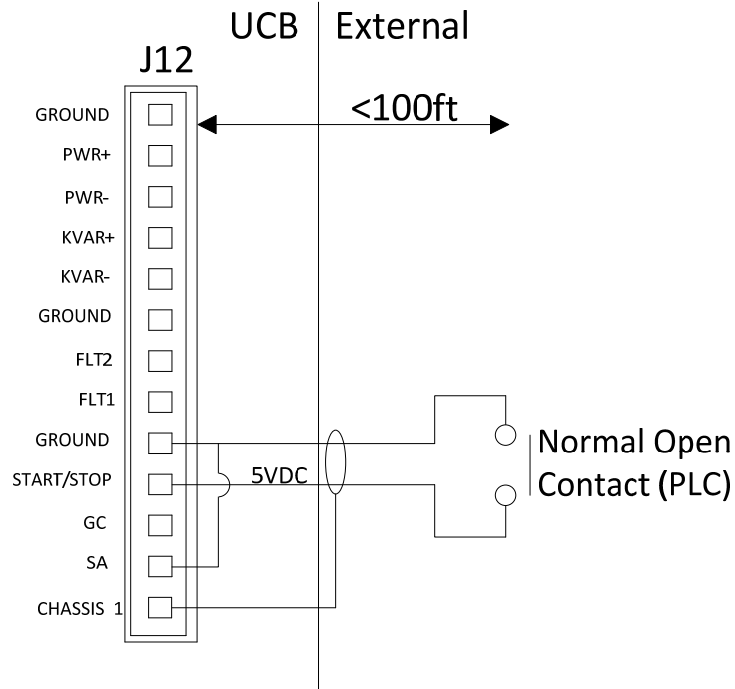 UCB
External
J12
<100ft
GROUND
PWR+
PWR-
KVAR+
KVAR-
GROUND
FLT2
FLT1
GROUND
START/STOP
5VDC
GC
SA
CHASSIS 1
Normal Open
Contact (PLC)